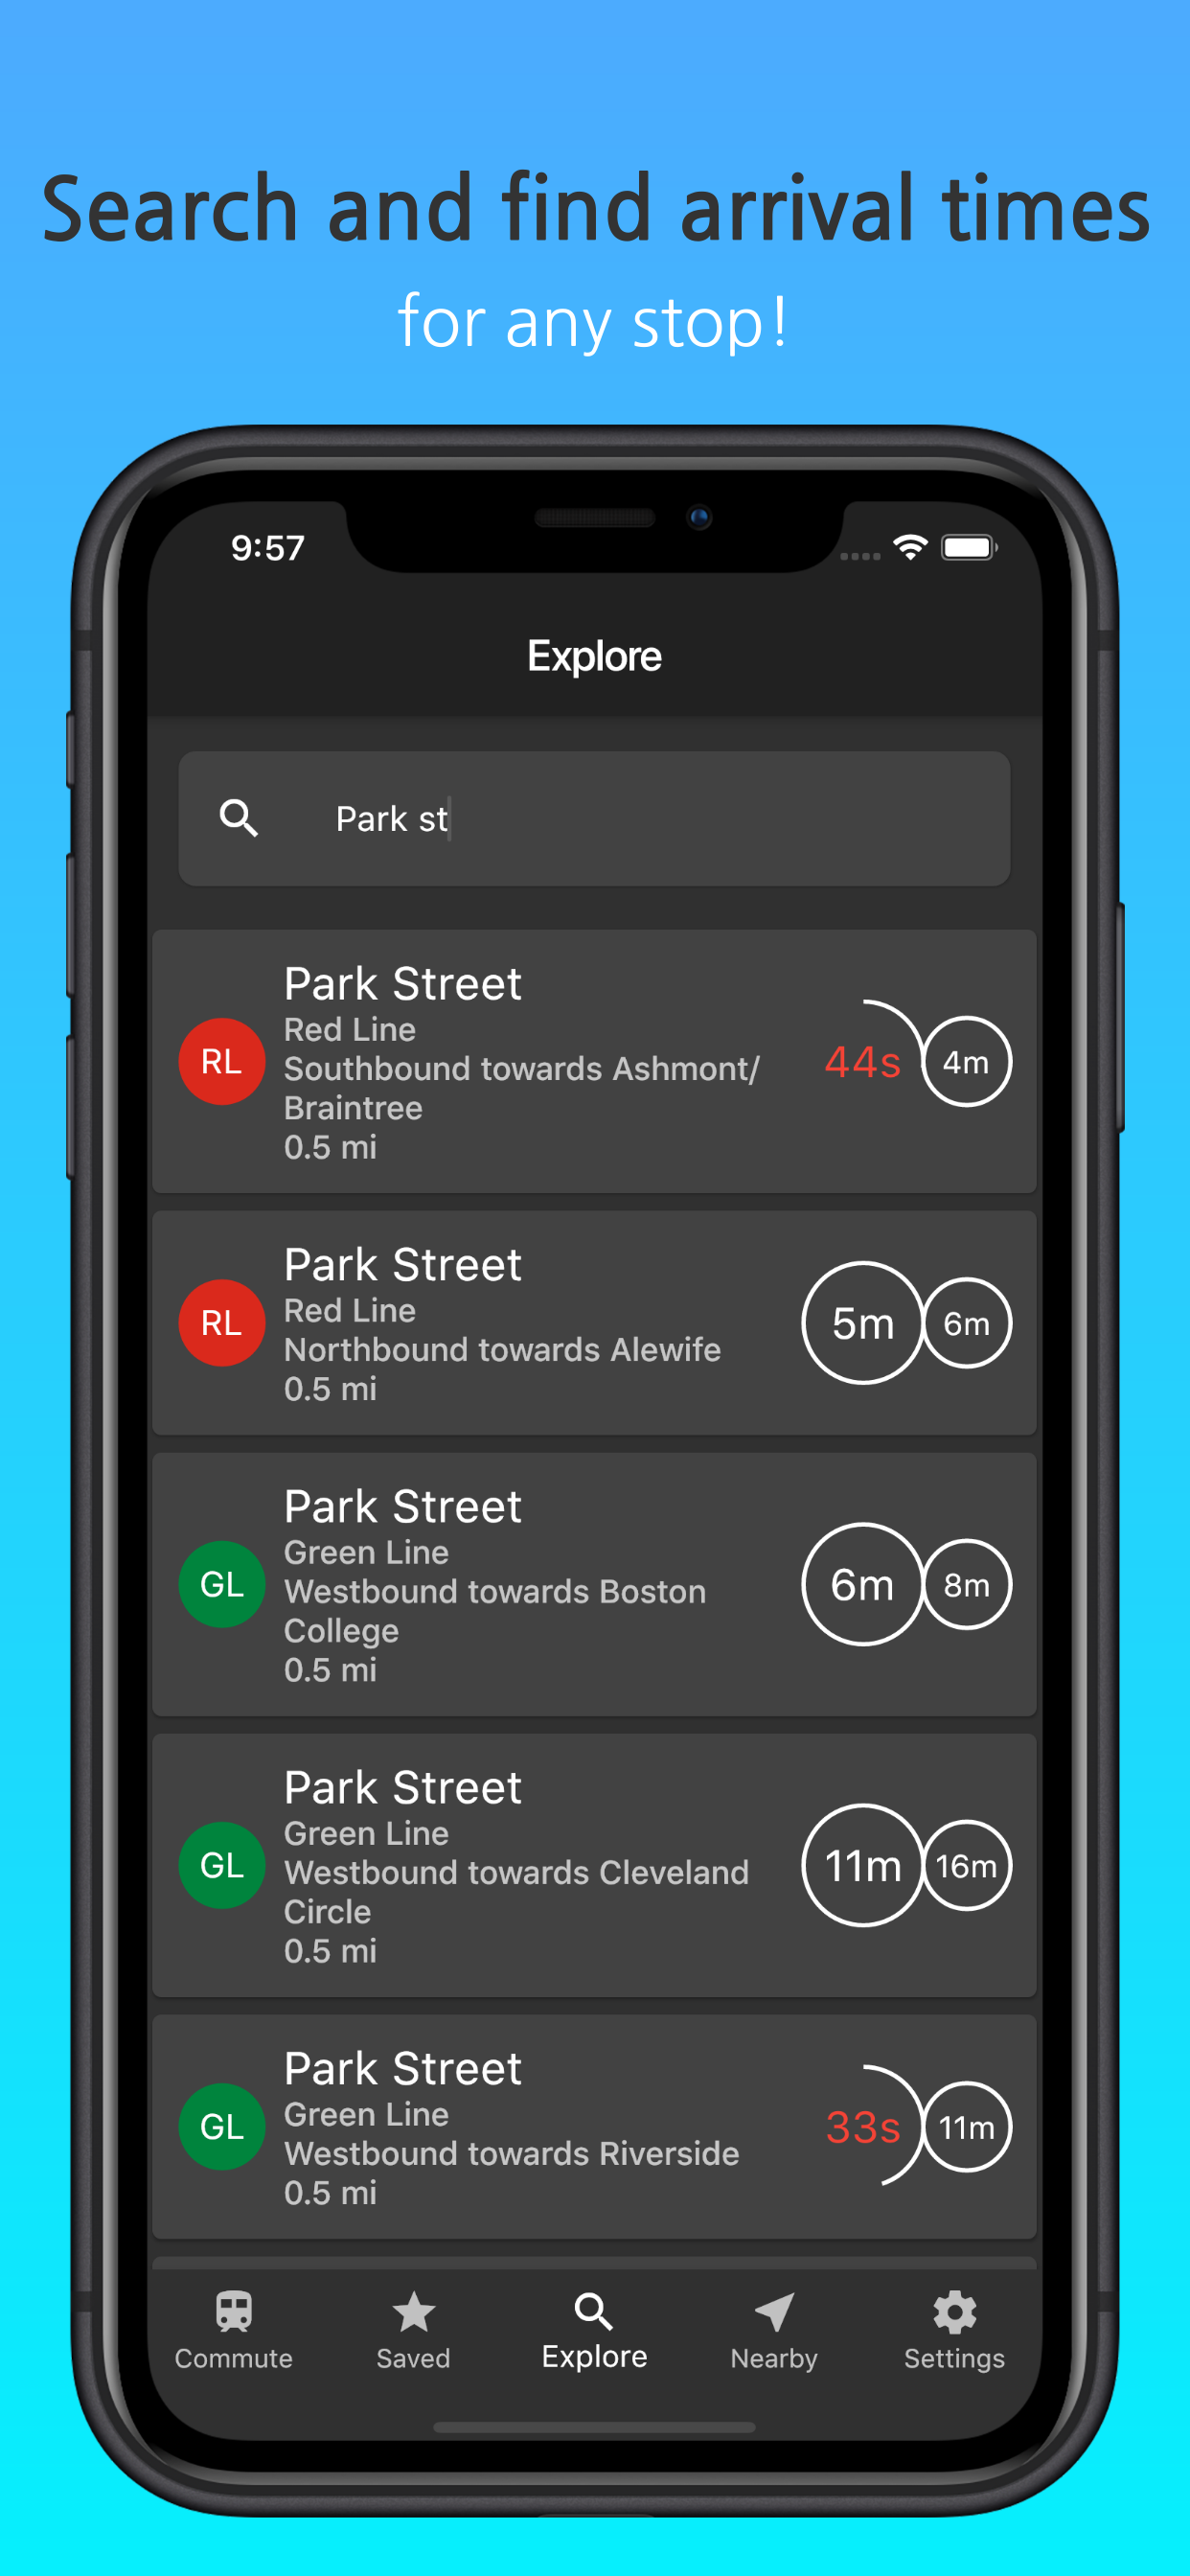 Search and find arrival times
for any stop!
9:57
Explore
Park st
Park Street
RL
Red Line
Southbound towards Ashmont/
Braintree
0.5 mi
44s
4m
Park Street
RL
Red Line
Northbound towards Alewife
0.5 mi
5m
6m
Park Street
GL
Green Line
Westbound towards Boston
College
0.5 mi
6m
8m
Park Street
GL
Green Line
Westbound towards Cleveland
Circle
0.5 mi
11m
16m
Park Street
GL
Green Line
Westbound towards Riverside
0.5 mi
33s
11m
Commute
Saved
Explore
Nearby
Settings